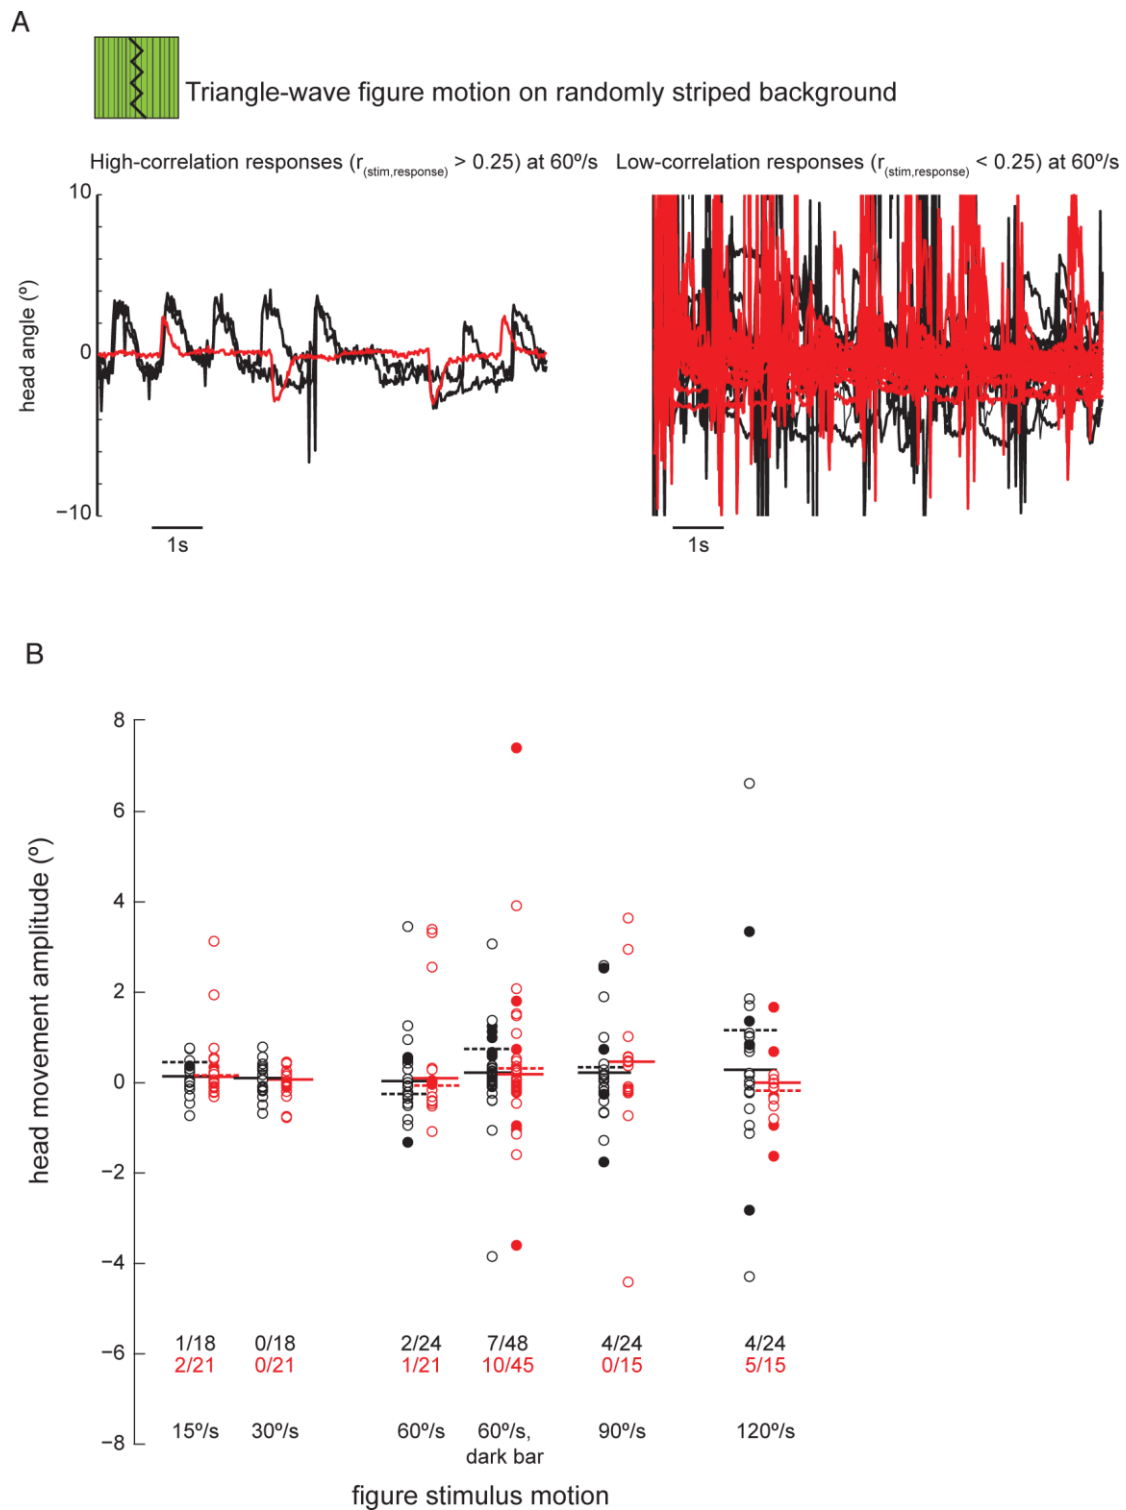 A
Triangle-wave figure motion on randomly striped background
High-correlation responses (r(stim,response) > 0.25) at 60º/s
Low-correlation responses (r(stim,response) < 0.25) at 60º/s
10
0
−10
head angle (º)
1s
1s
B
8
6
4
2
0
−2
−4
−6
−8
head movement amplitude (º)
1/18 0/18 2/24 7/48 4/24 4/24
2/21 0/21 1/21 10/45 0/15 5/15
15º/s 30º/s 60º/s 60º/s, 90º/s 120º/s
dark bar
figure stimulus motion